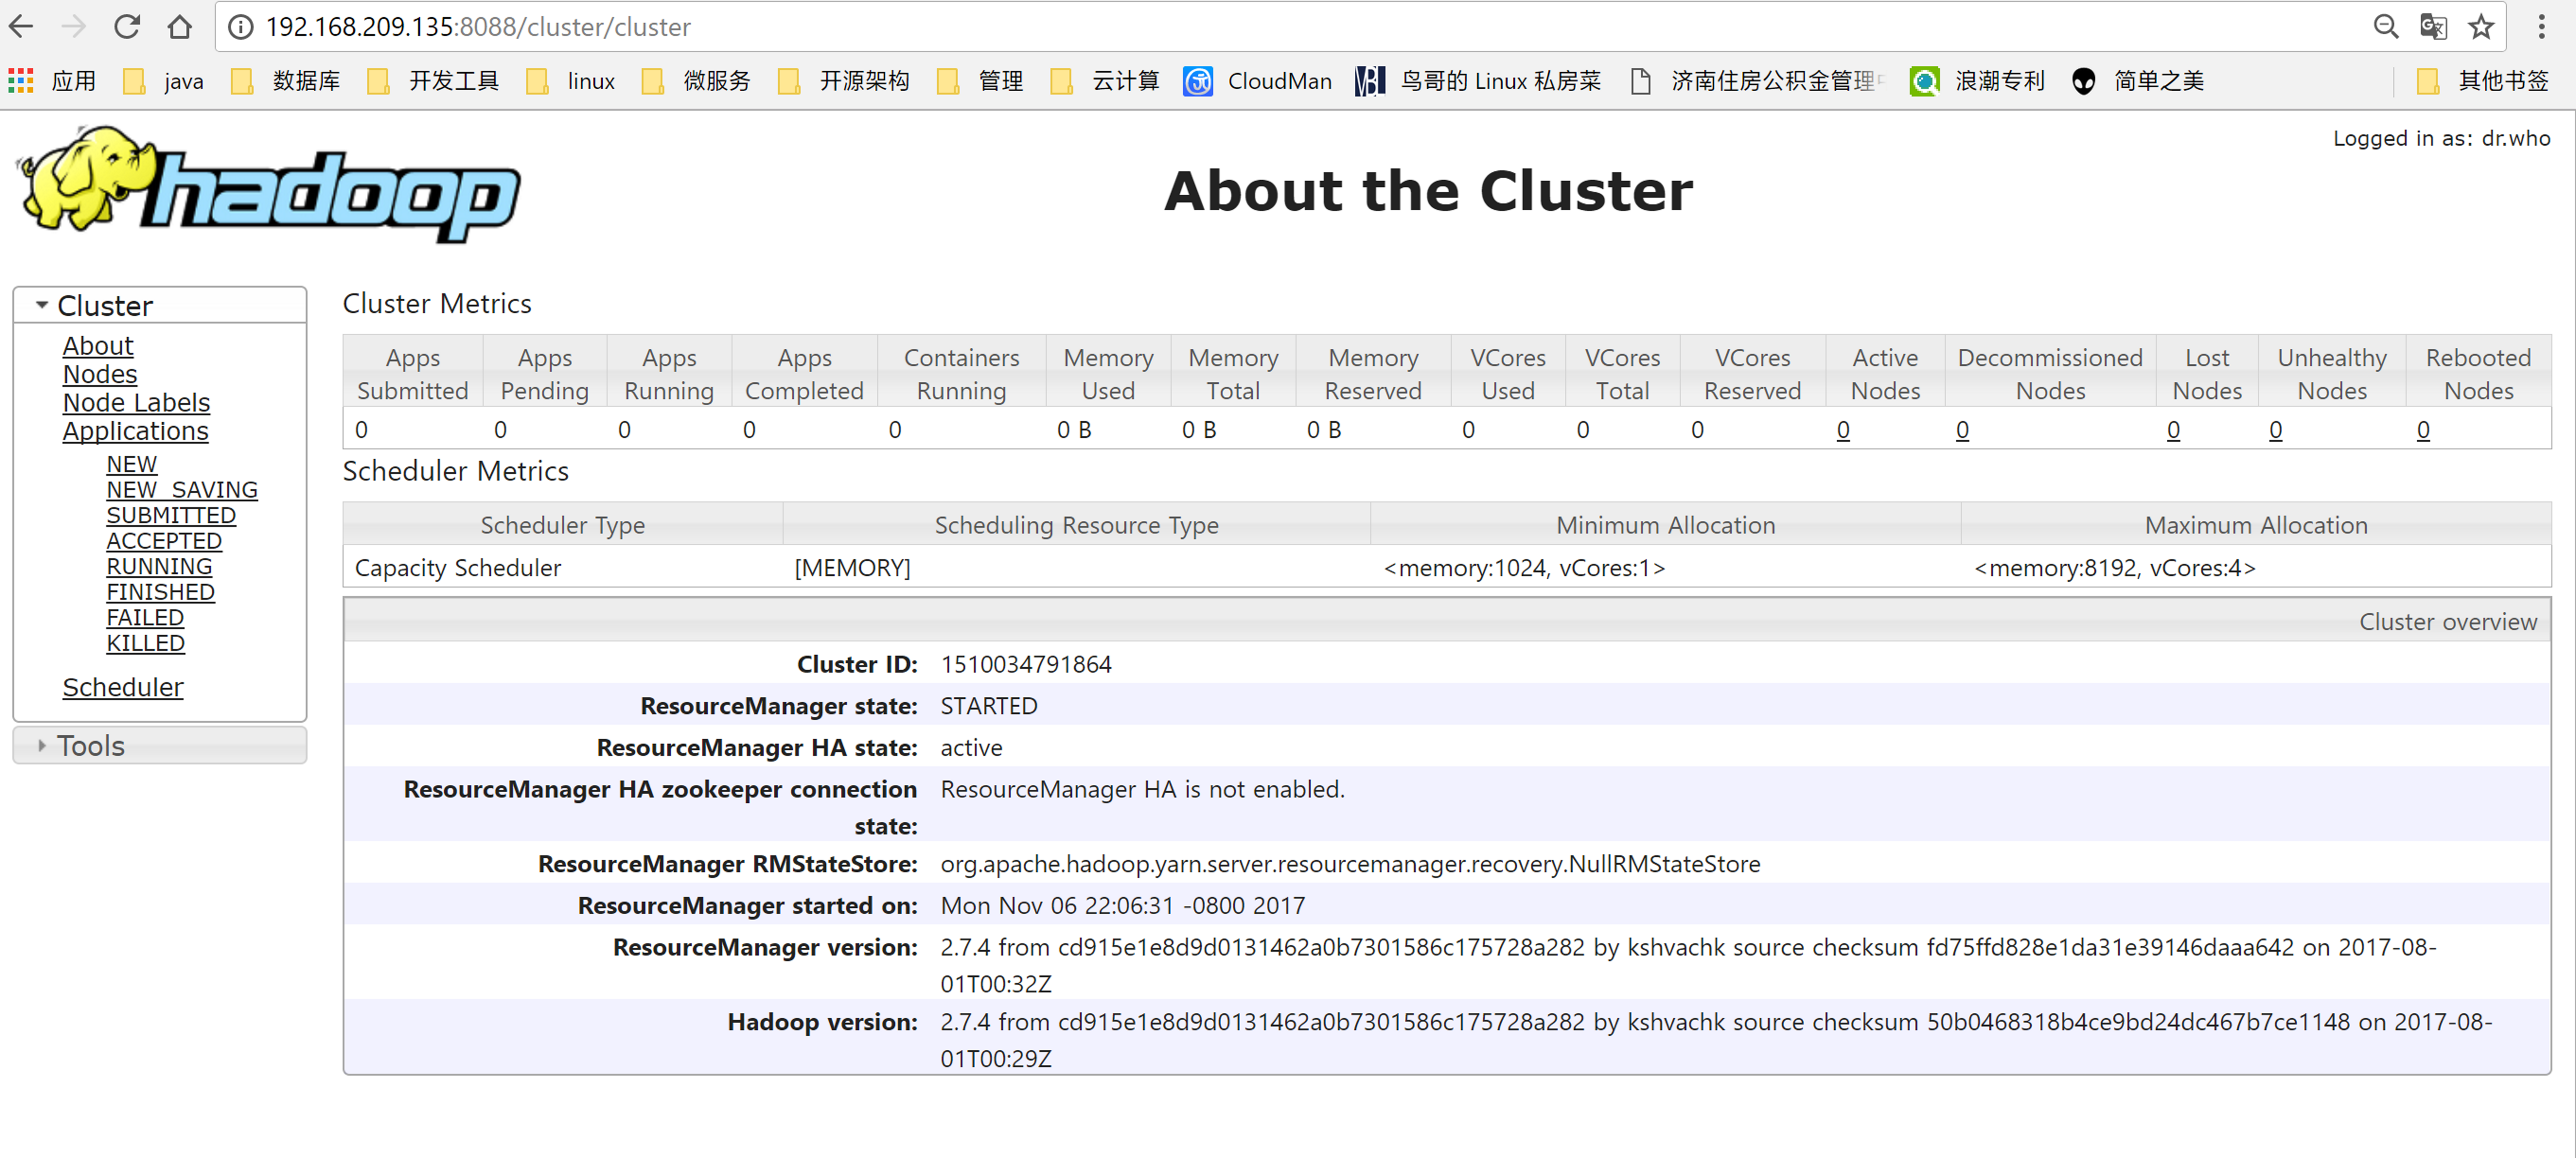 192.168.209.135:8088/cluster/cluster
应用 java 数据库 开发工具 linux 微服务 开源架构 管理 云计算 CloudMan 鸟哥的 Linux 私房菜 济南住房公积金管理 浪潮专利 简单之美 其他书签
Logged in as: dr.who
hadoop
About the Cluster
Cluster
About
Nodes
Node Labels
Applications
NEW
NEW_SAVING
SUBMITTED
ACCEPTED
RUNNING
FINISHED
FAILED
KILLED
Scheduler
Tools
Cluster Metrics
Apps Submitted Apps Pending Apps Running Apps Completed Containers Running Memory Used Memory Total Memory Reserved VCores Used VCores Total VCores Reserved Active Nodes Decommissioned Nodes Lost Nodes Unhealthy Nodes Rebooted Nodes
0 0 0 0 0 0 B 0 B 0 B 0 0 0 0 0 0 0 0
Scheduler Metrics
Scheduler Type Scheduling Resource Type Minimum Allocation Maximum Allocation
Capacity Scheduler [MEMORY] <memory:1024, vCores:1> <memory:8192, vCores:4>
Cluster overview
Cluster ID: 1510034791864
ResourceManager state: STARTED
ResourceManager HA state: active
ResourceManager HA zookeeper connection state: ResourceManager HA is not enabled.
ResourceManager RMStateStore: org.apache.hadoop.yarn.server.resourcemanager.recovery.NullRMStateStore
ResourceManager started on: Mon Nov 06 22:06:31 -0800 2017
ResourceManager version: 2.7.4 from cd915e1e8d9d0131462a0b7301586c175728a282 by kshvachk source checksum fd75ffd828e1da31e39146daaa642 on 2017-08-
01T00:32Z
Hadoop version: 2.7.4 from cd915e1e8d9d0131462a0b7301586c175728a282 by kshvachk source checksum 50b0468318b4ce9bd24dc467b7ce1148 on 2017-08-
01T00:29Z